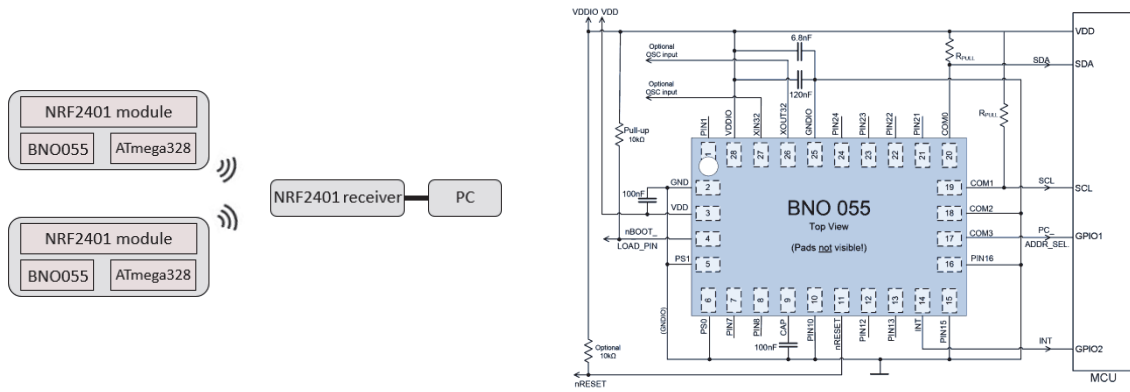 NRF2401 module
BNO055
ATmega328
NRF2401 module
BNO055
ATmega328
NRF2401 receiver
PC
VDDIO VDD
6.8nF
Optional
OSC input
120nF
Optional
OSC input
RPULL
RPULL
VDD
SDA
SDA
Pull-up
10kΩ
PIN1
VDDIO
XIN32
XOUT32
GNDIO
PIN24
PIN23
PIN22
PIN21
COM0
1
28
27
26
25
24
23
22
21
20
100nF
GND
2
VDD
3
nBOOT_
LOAD_PIN
4
PS1
5
BNO 055
Top View
(Pads not visible!)
19
COM1
SCL
SCL
18
COM2
17
COM3
PC_
ADDR_SEL.
GPIO1
16
PIN16
6
7
8
9
10
11
12
13
14
15
(GNDIO)
PS0
PIN7
PIN8
CAP
PIN10
nRESET
PIN12
PIN13
INT
PIN15
100nF
Optional
10kΩ
nRESET
INT
GPIO2
MCU